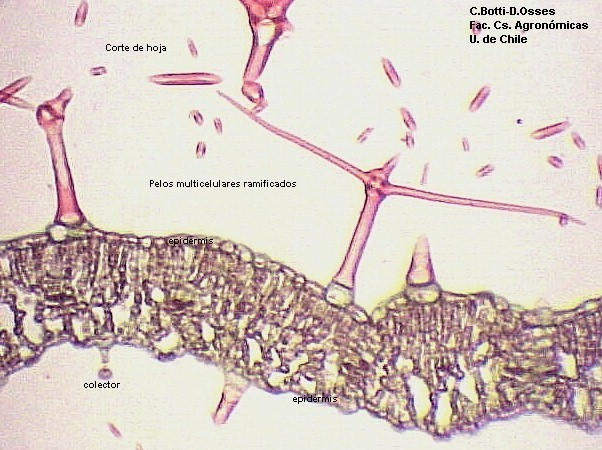 C.Botti-D.Osses
Fac. Cs. Agronómicas
U. de Chile
Corte de hoja
Pelos multicelulares ramificados
epidermis
colector
epidermis